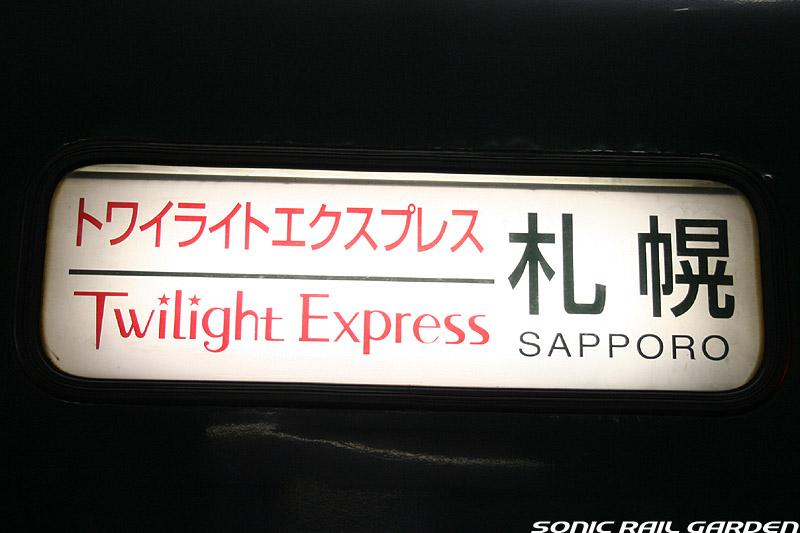 トワイライトエクスプレス
Twilight Express
札幌
SAPPORO
SONIC RAIL GARDEN